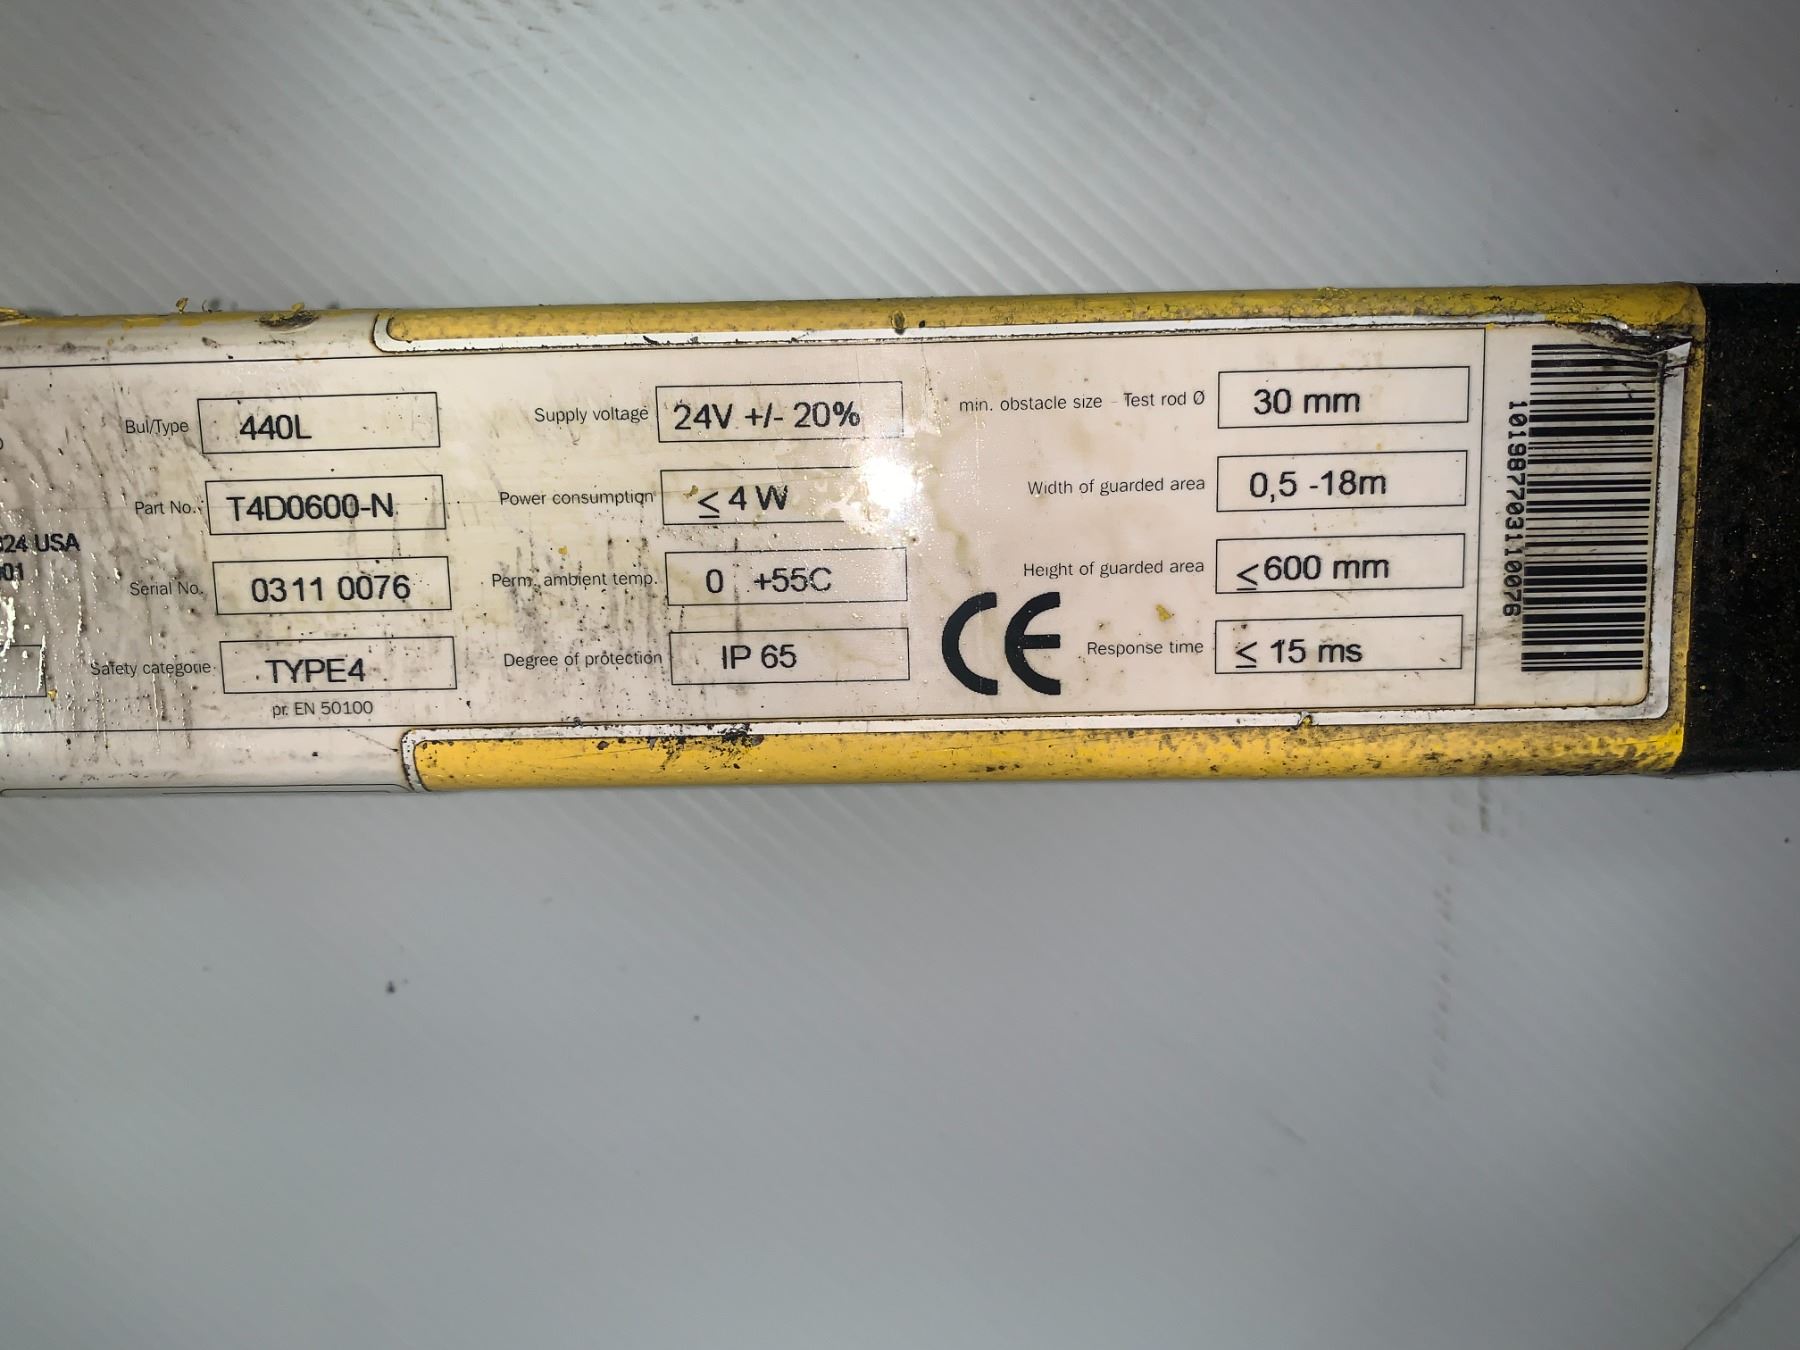 Bul/Type 440L
Part No. T4D0600-N
Serial No. 0311 0076
Safety categorie TYPE4
pr. EN 50100
024 USA
01
Supply voltage 24V +/- 20%
Power consumption ≤ 4 W
Perm. ambient temp. 0 +55C
Degree of protection IP 65
CE
min. obstacle size - Test rod Ø 30 mm
Width of guarded area 0,5 -18m
Height of guarded area ≤600 mm
Response time ≤ 15 ms